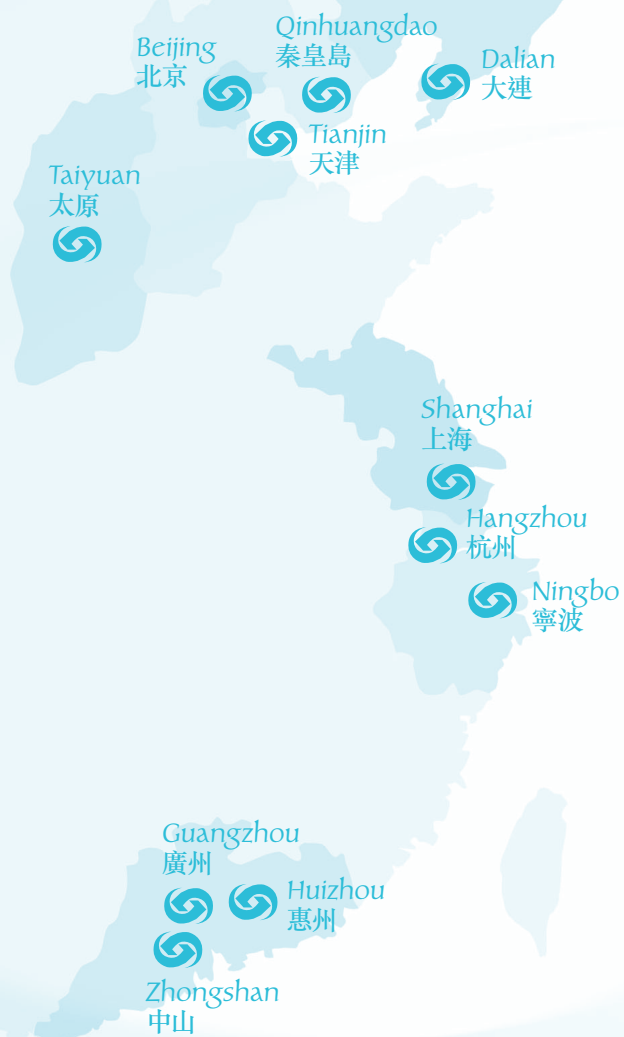 Qinhuangdao
秦皇島
Beijing
北京
Dalian
大連
Tianjin
天津
Taiyuan
太原
Shanghai
上海
Hangzhou
杭州
Ningbo
寧波
Guangzhou
廣州
Huizhou
惠州
Zhongshan
中山